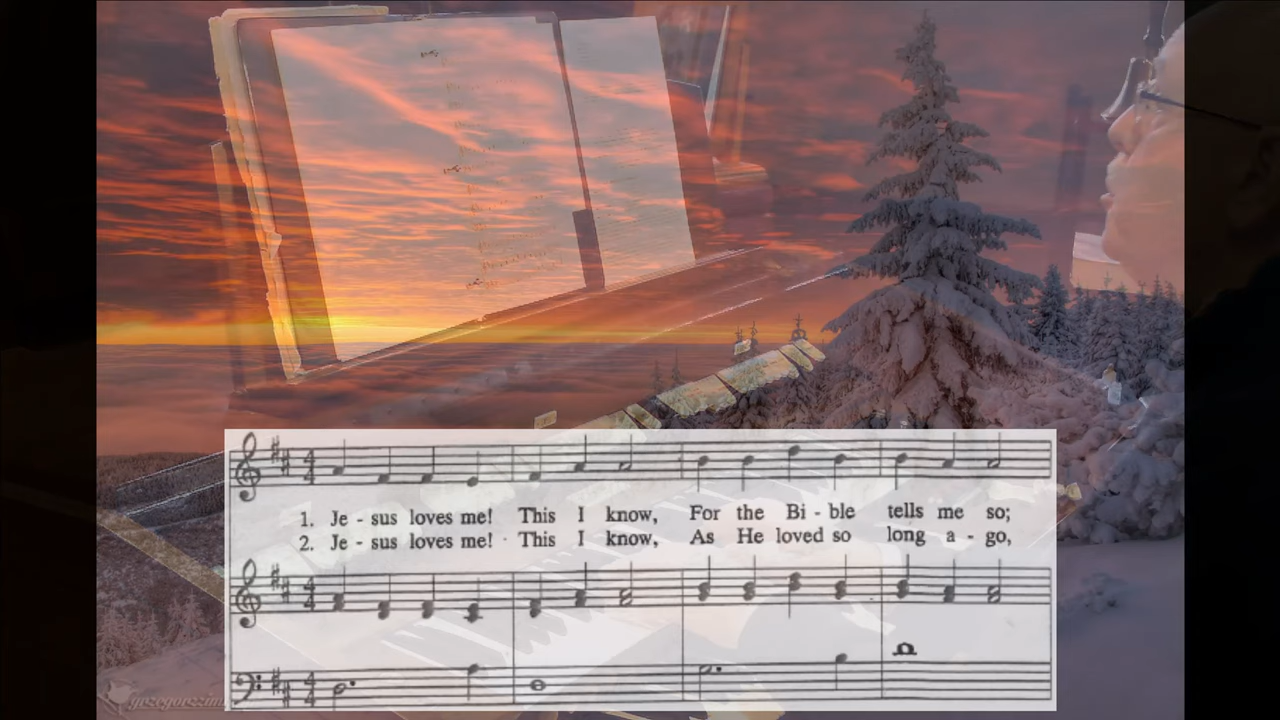 1. Je - sus loves me! This I know, For the Bi - ble tells me so;
2. Je - sus loves me! · This I know, As He loved so long a - go,